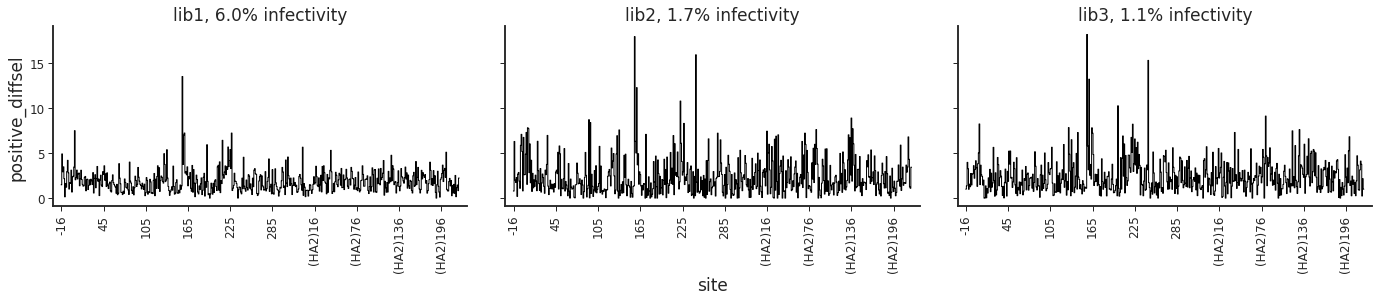 lib1, 6.0% infectivity
lib2, 1.7% infectivity
lib3, 1.1% infectivity
positive_diffsel
15
10
5
0
-16
45
105
165
225
285
(HA2)16
(HA2)76
(HA2)136
(HA2)196
-16
45
105
165
225
285
(HA2)16
(HA2)76
(HA2)136
(HA2)196
-16
45
105
165
225
285
(HA2)16
(HA2)76
(HA2)136
(HA2)196
site